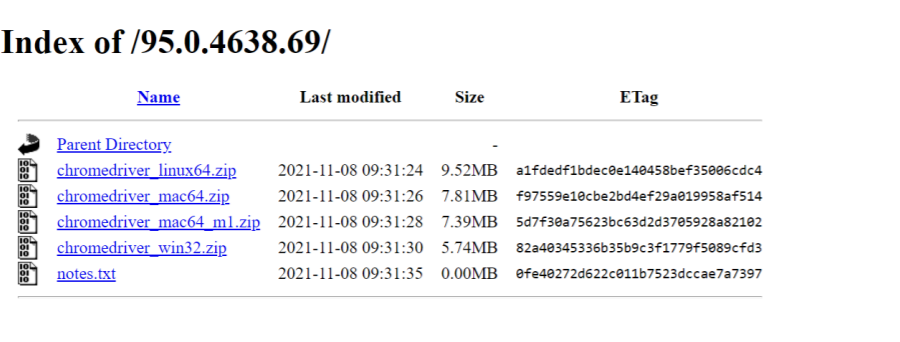 Index of /95.0.4638.69/
Name Last modified Size ETag
Parent Directory -
chromedriver_linux64.zip 2021-11-08 09:31:24 9.52MB a1fdedf1bdec0e140458bef35006cdc4
chromedriver_mac64.zip 2021-11-08 09:31:26 7.81MB f97559e10cbe2bd4ef29a019958af514
chromedriver_mac64_m1.zip 2021-11-08 09:31:28 7.39MB 5d7f30a75623bc63d2d3705928a82102
chromedriver_win32.zip 2021-11-08 09:31:30 5.74MB 82a40345336b35b9c3f1779f5089cfd3
notes.txt 2021-11-08 09:31:35 0.00MB 0fe40272d622c011b7523dccae7a7397